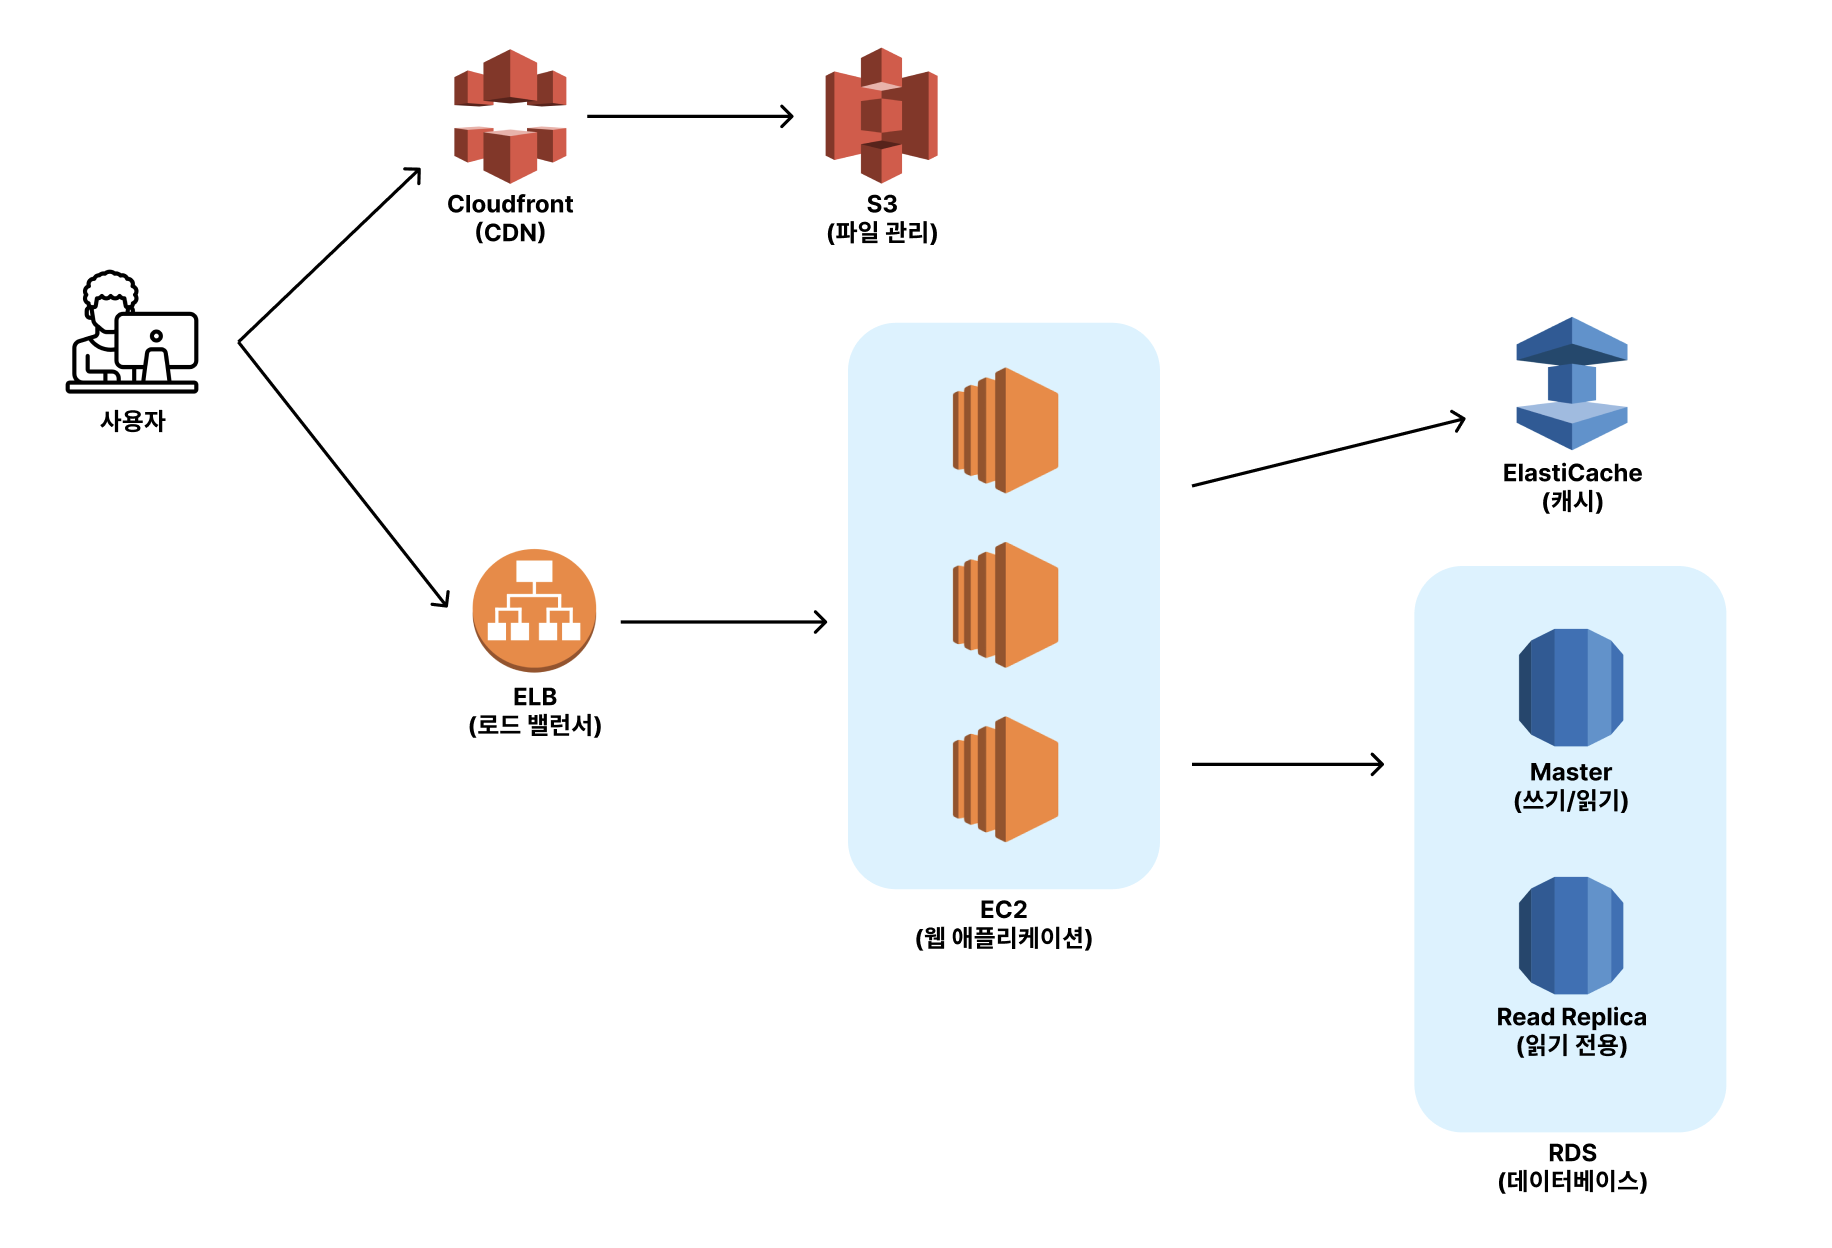 Cloudfront
(CDN)
S3
(파일 관리)
사용자
ElastiCache
(캐시)
ELB
(로드 밸런서)
Master
(쓰기/읽기)
EC2
(웹 애플리케이션)
Read Replica
(읽기 전용)
RDS
(데이터베이스)